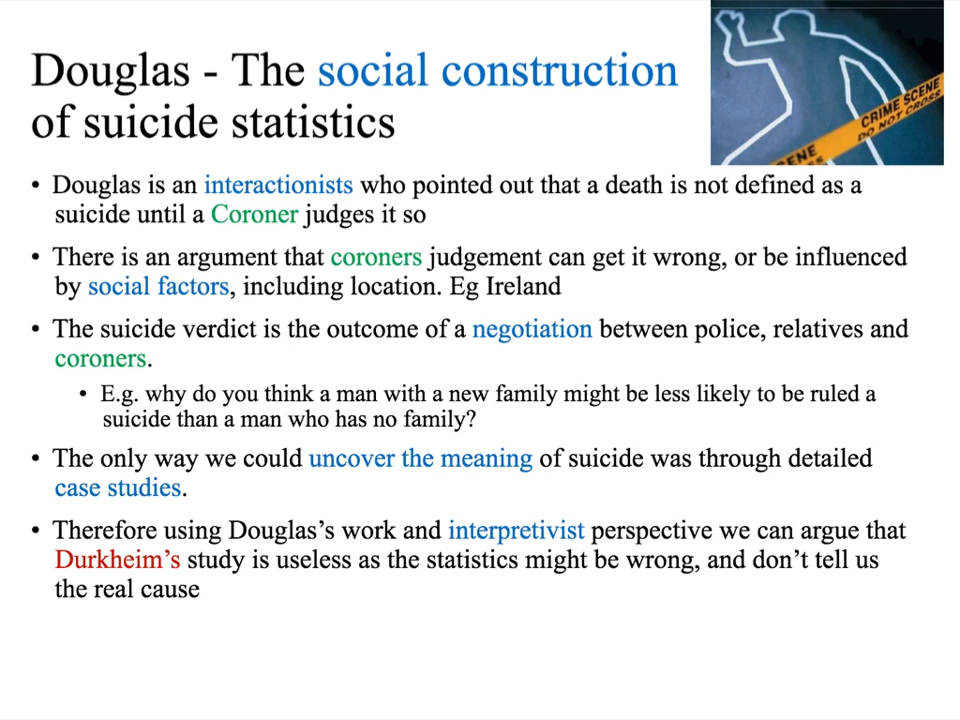 Douglas - The social construction
of suicide statistics
CRIME SCENE
DO NOT CROSS
• Douglas is an interactionists who pointed out that a death is not defined as a
suicide until a Coroner judges it so
• There is an argument that coroners judgement can get it wrong, or be influenced
by social factors, including location. Eg Ireland
• The suicide verdict is the outcome of a negotiation between police, relatives and
coroners.
• E.g. why do you think a man with a new family might be less likely to be ruled a
suicide than a man who has no family?
• The only way we could uncover the meaning of suicide was through detailed
case studies.
• Therefore using Douglas’s work and interpretivist perspective we can argue that
Durkheim’s study is useless as the statistics might be wrong, and don’t tell us
the real cause